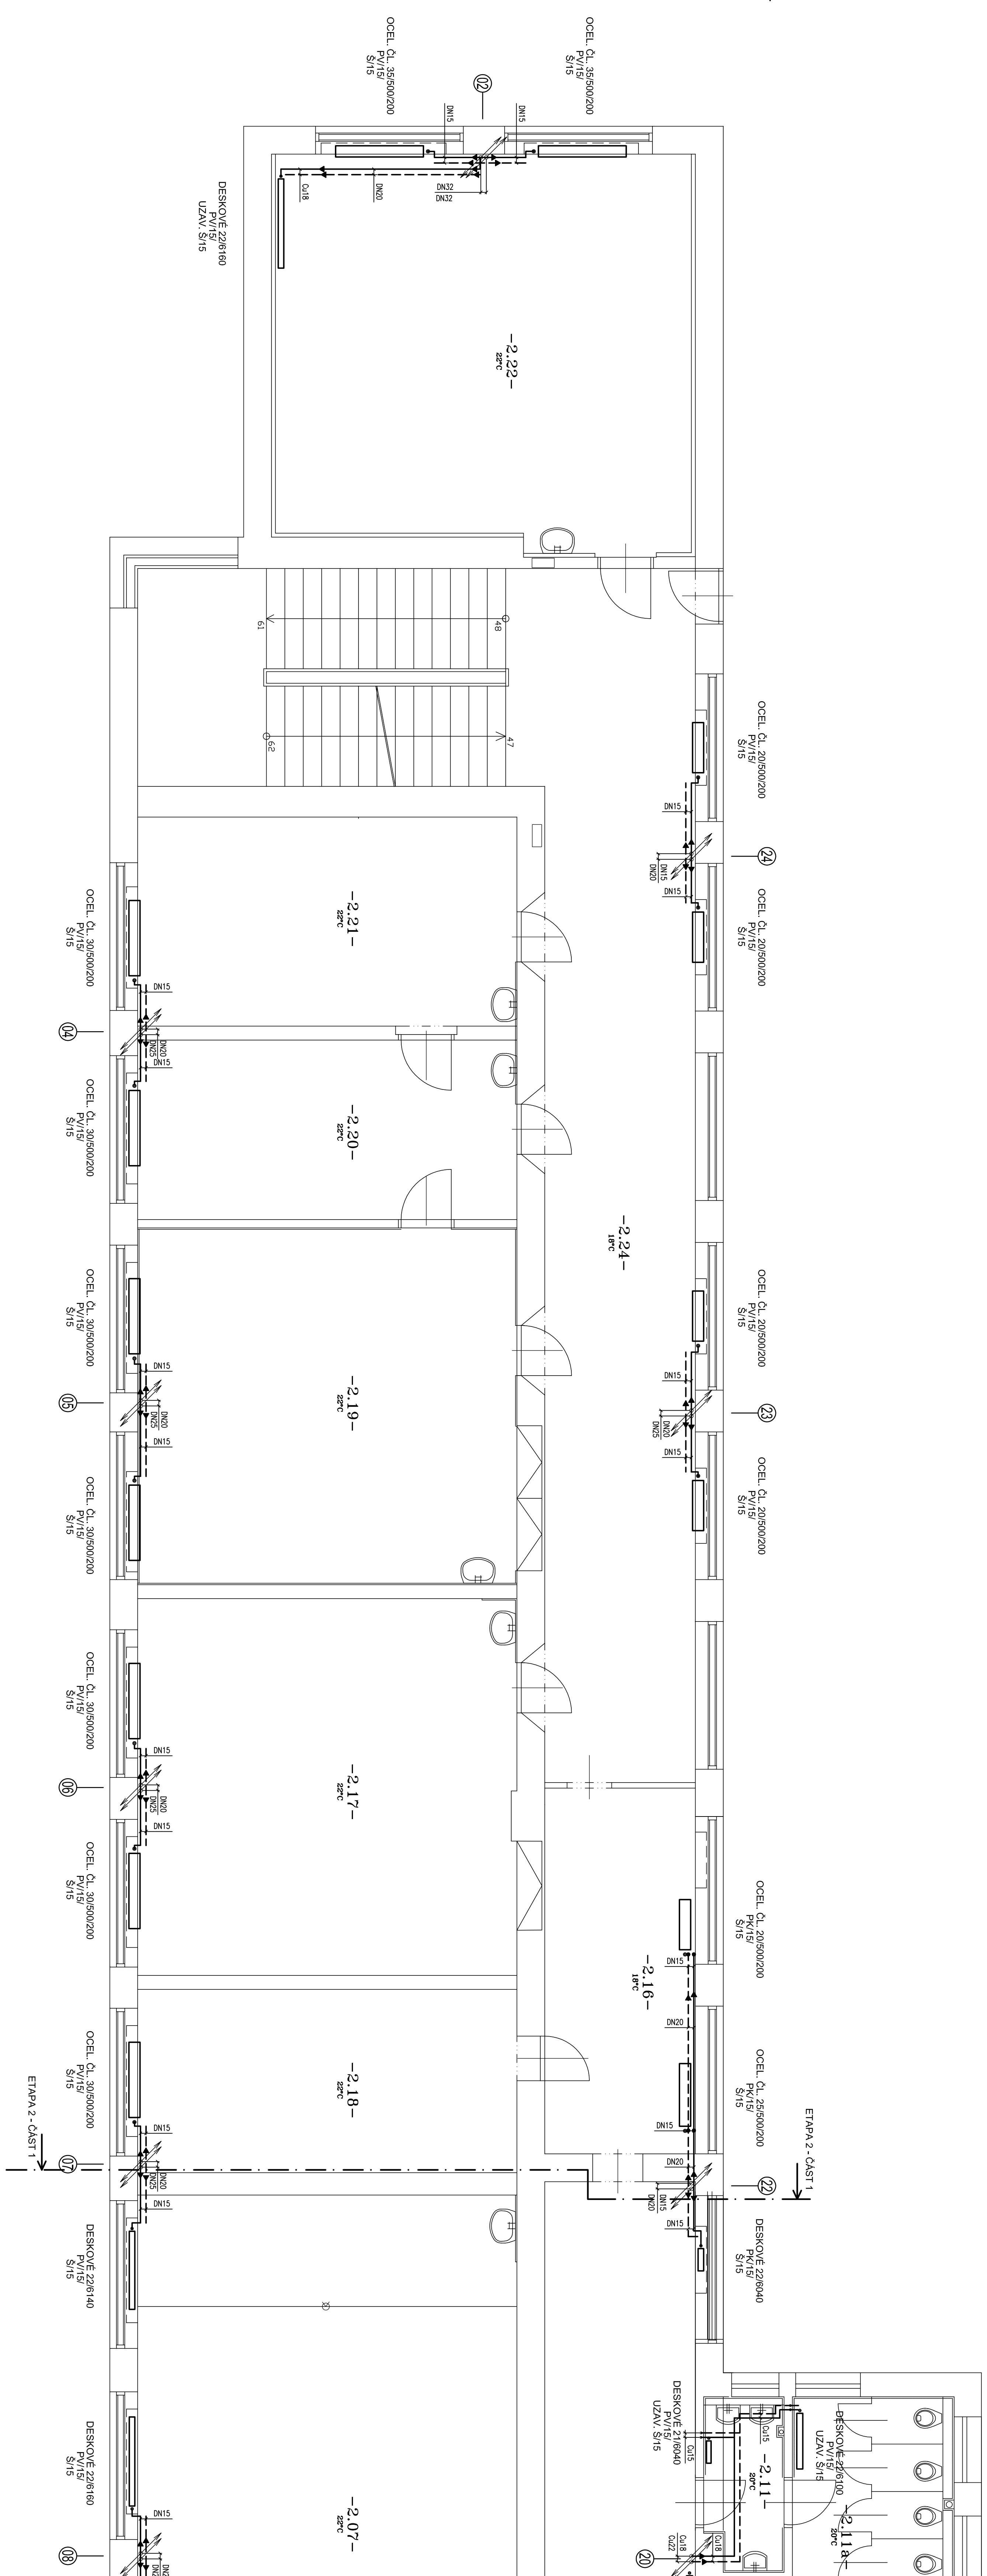 OCEL. ČL. 35/500/200
PV/15/
Š/15
OCEL. ČL. 35/500/200
PV/15/
Š/15
02
DN15
DN15
DN32
DN32
DN20
Cu18
DESKOVÉ 22/6160
PV/15/
UZAV. Š/15
-2.22-
22°C
61
48
62
47
OCEL. ČL. 20/500/200
PV/15/
Š/15
DN15
24
DN15
DN20
DN15
OCEL. ČL. 20/500/200
PV/15/
Š/15
-2.21-
22°C
OCEL. ČL. 30/500/200
PV/15/
Š/15
DN15
04
DN20
DN25
DN15
OCEL. ČL. 30/500/200
PV/15/
Š/15
-2.20-
22°C
-2.24-
18°C
OCEL. ČL. 20/500/200
PV/15/
Š/15
DN15
23
DN20
DN25
DN15
OCEL. ČL. 20/500/200
PV/15/
Š/15
OCEL. ČL. 30/500/200
PV/15/
Š/15
DN15
05
DN20
DN25
DN15
-2.19-
22°C
OCEL. ČL. 30/500/200
PV/15/
Š/15
OCEL. ČL. 30/500/200
PV/15/
Š/15
DN15
06
DN20
DN25
DN15
-2.17-
22°C
OCEL. ČL. 30/500/200
PV/15/
Š/15
OCEL. ČL. 20/500/200
PK/15/
Š/15
DN15
-2.16-
18°C
DN20
OCEL. ČL. 25/500/200
PK/15/
Š/15
DN15
OCEL. ČL. 30/500/200
PV/15/
Š/15
-2.18-
22°C
DN15
ETAPA 2 - ČÁST 1
ETAPA 2 - ČÁST 1
07
DN20
DN25
DN15
DN20
22
DN15
DN20
DN15
DESKOVÉ 22/6040
PK/15/
Š/15
DESKOVÉ 22/6140
PV/15/
Š/15
DESKOVÉ 21/6040
PV/15/
UZAV. Š/15
Cu15
Cu15
DESKOVÉ 22/6100
PV/15/
UZAV. Š/15
-2.11-
20°C
-2.11a-
20°C
DESKOVÉ 22/6160
PV/15/
Š/15
-2.07-
22°C
DN15
08
20
Cu18
Cu22
Cu18